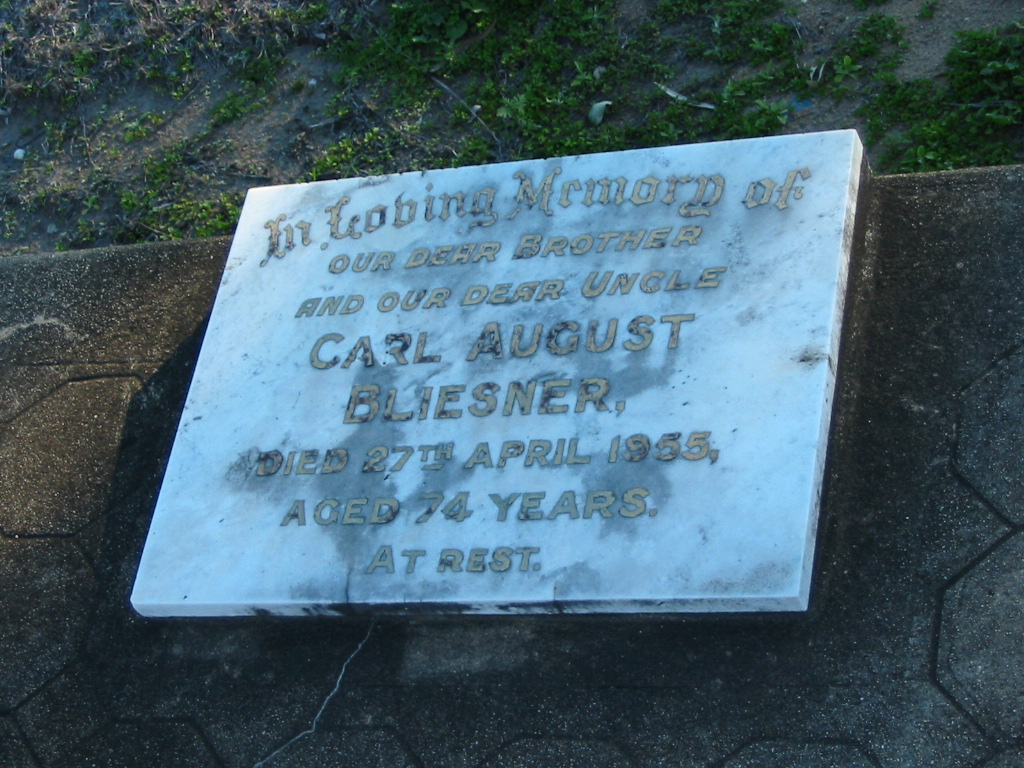 In Loving Memory of
OUR DEAR BROTHER
AND OUR DEAR UNCLE
CARL AUGUST
BLIESNER,
DIED 27TH APRIL 1955,
AGED 74 YEARS.
AT REST.